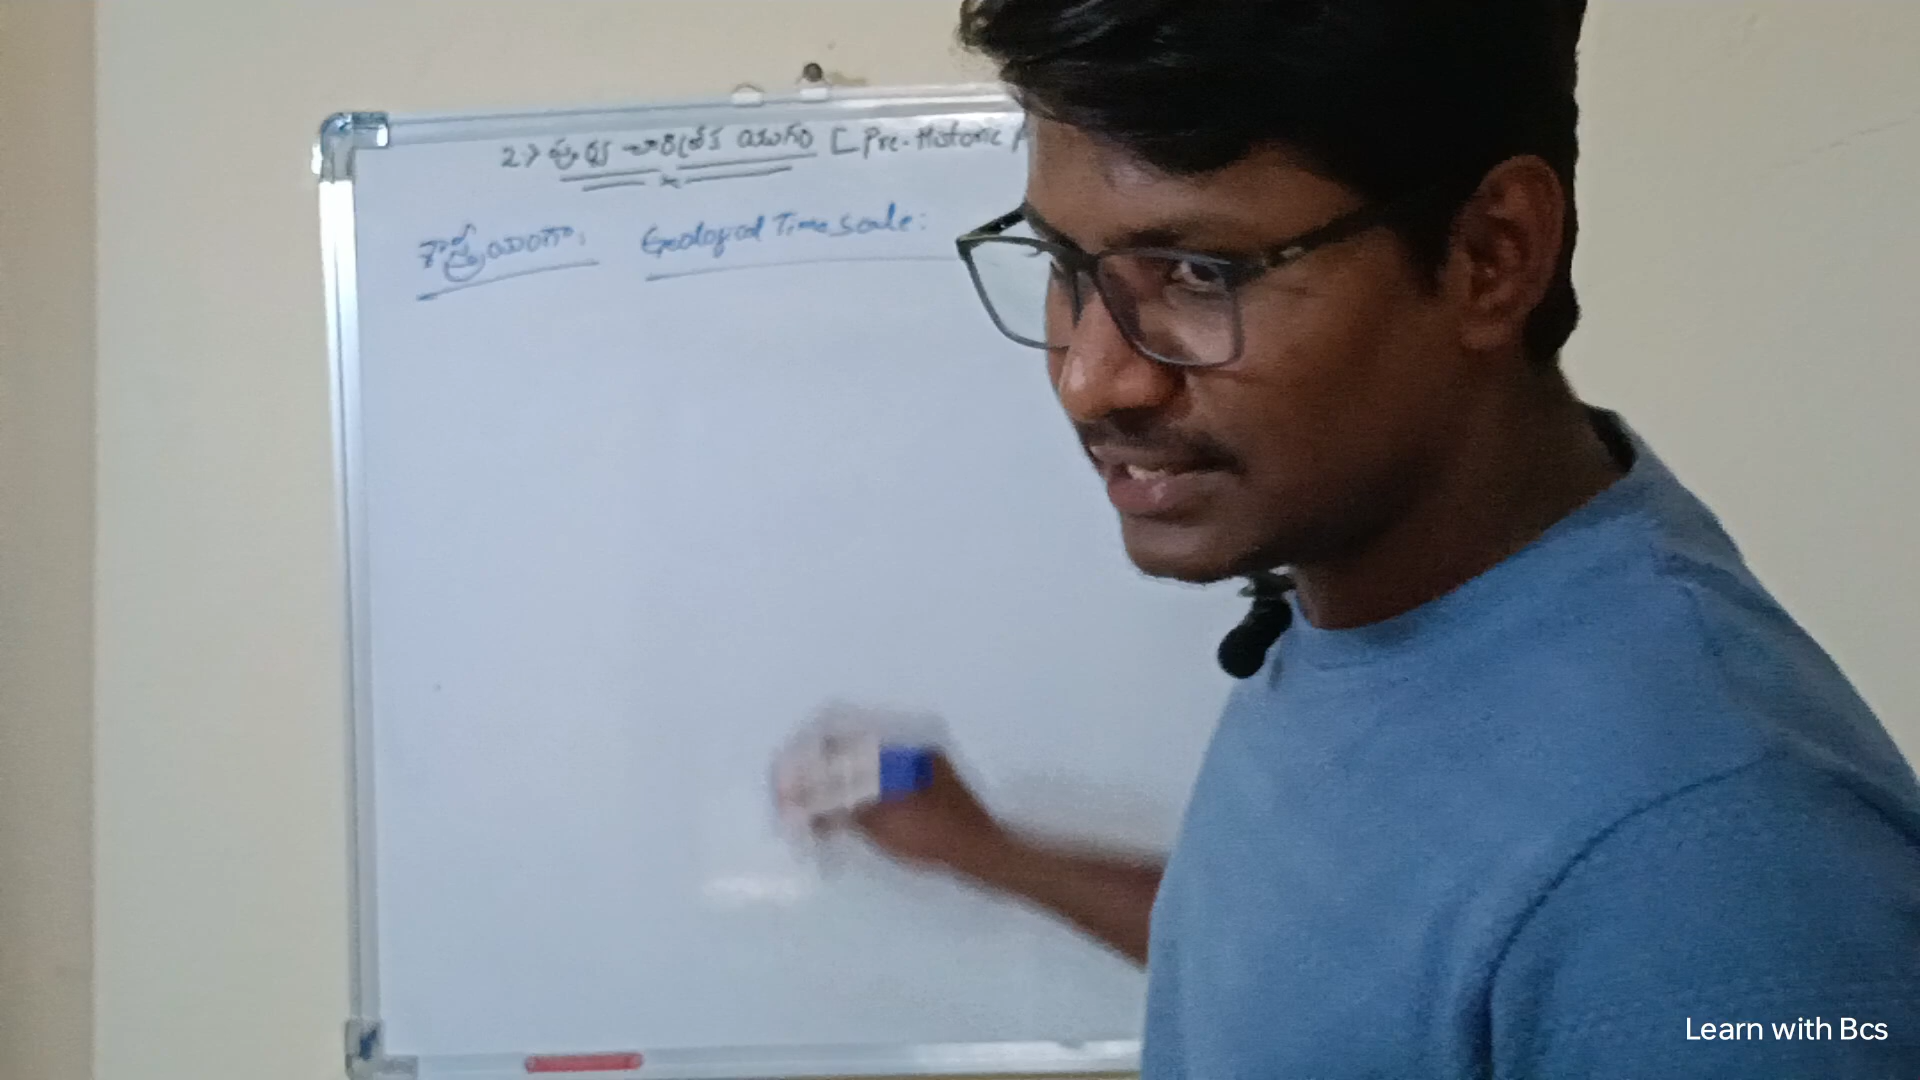 2.> పూర్వ చారిత్రక యుగం [ Pre-Historic A
శాస్త్రీయంగా: Geological Time Scale:
Learn with Bcs